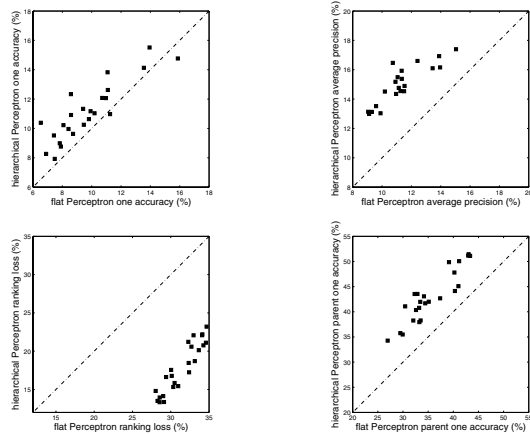 18
16
14
12
10
8
6
6 8 10 12 14 16 18
hierarchical Perceptron one accuracy (%)
flat Perceptron one accuracy (%)
20
18
16
14
12
10
8
8 10 12 14 16 18 20
hierarchical Perceptron average precision (%)
flat Perceptron average precision (%)
35
30
25
20
15
15 20 25 30 35
hierarchical Perceptron ranking loss (%)
flat Perceptron ranking loss (%)
55
50
45
40
35
30
25
20
20 25 30 35 40 45 50 55
hierarchical Perceptron parent one accuracy (%)
flat Perceptron parent one accuracy (%)